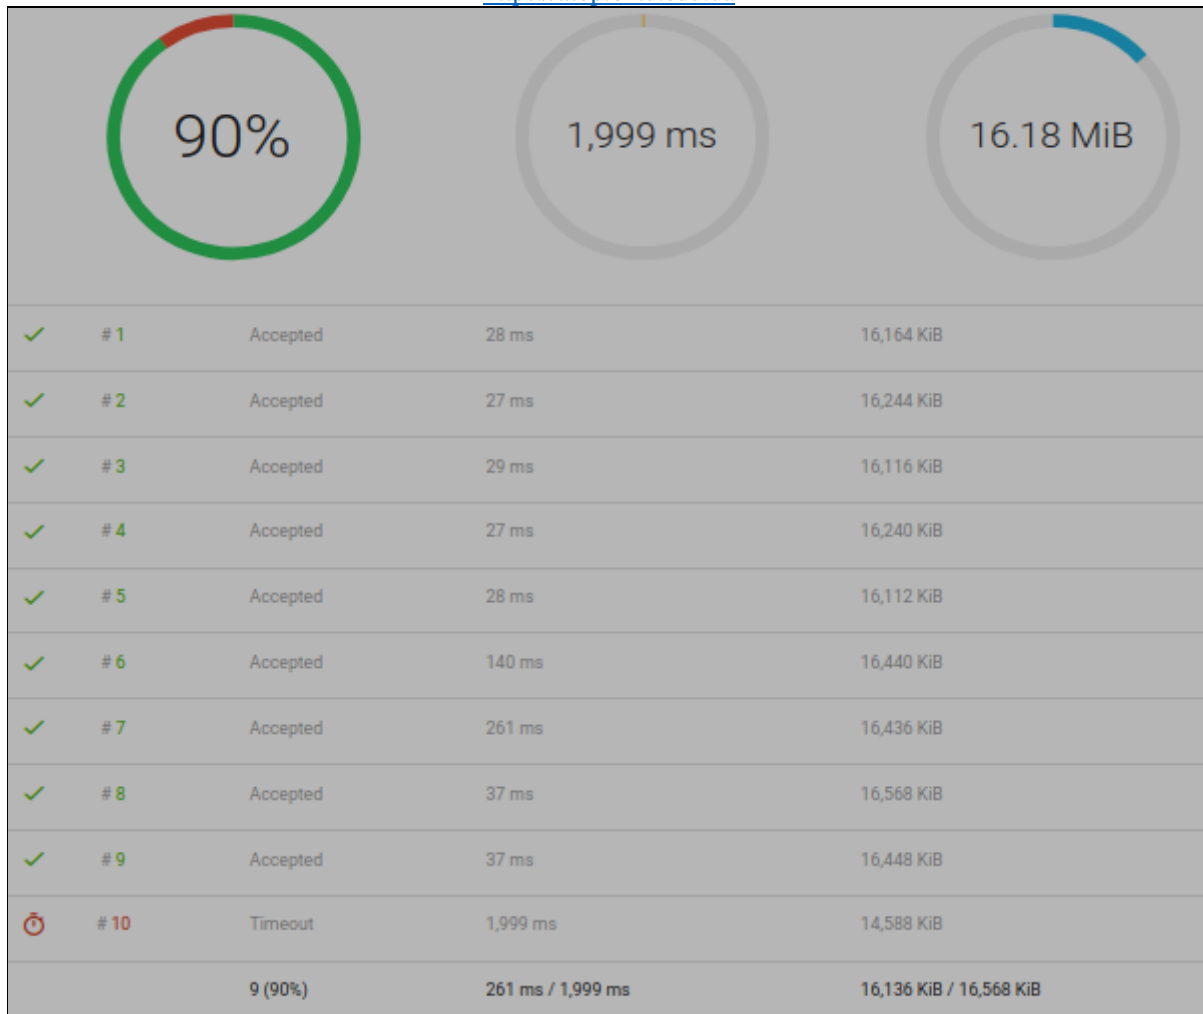 90%
1,999 ms
16.18 MiB
# 1 Accepted 28 ms 16,164 KiB
# 2 Accepted 27 ms 16,244 KiB
# 3 Accepted 29 ms 16,116 KiB
# 4 Accepted 27 ms 16,240 KiB
# 5 Accepted 28 ms 16,112 KiB
# 6 Accepted 140 ms 16,440 KiB
# 7 Accepted 261 ms 16,436 KiB
# 8 Accepted 37 ms 16,568 KiB
# 9 Accepted 37 ms 16,448 KiB
# 10 Timeout 1,999 ms 14,588 KiB
9 (90%) 261 ms / 1,999 ms 16,136 KiB / 16,568 KiB